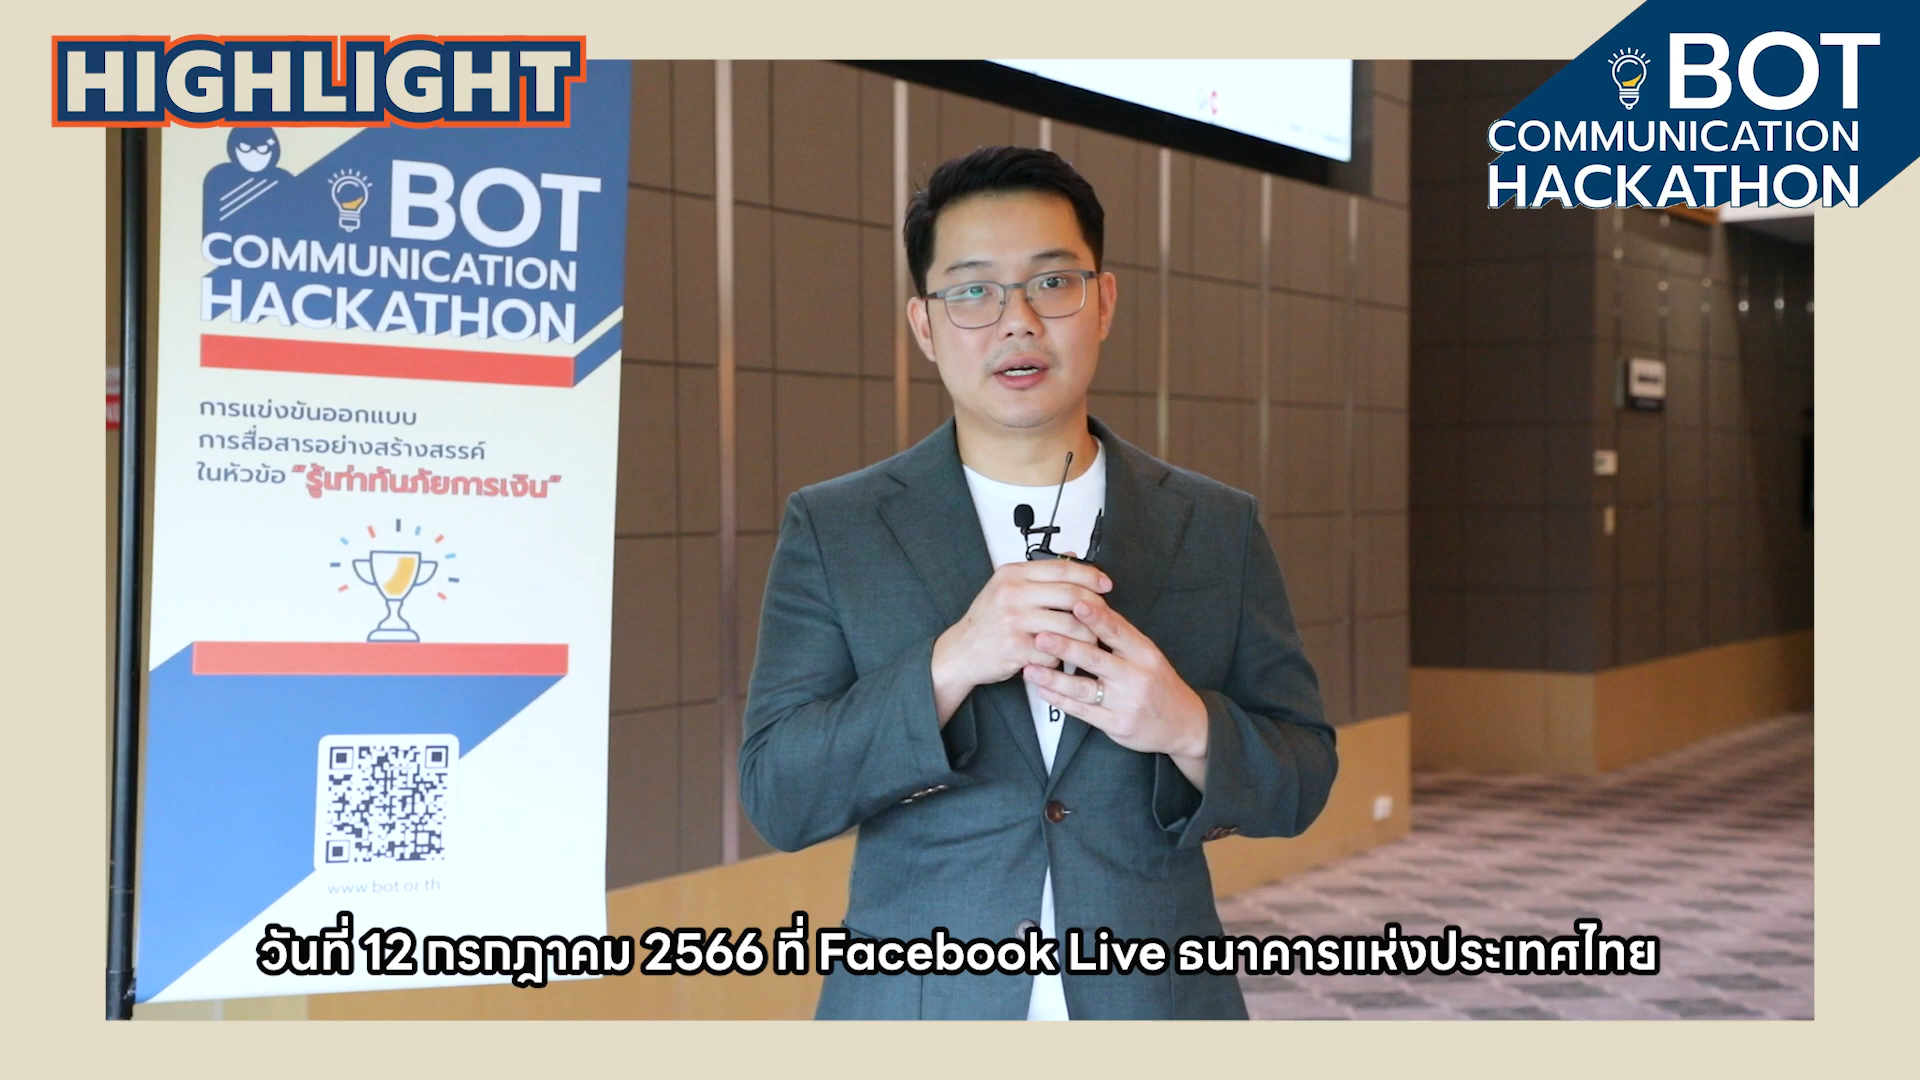 HIGHLIGHT
BOT
COMMUNICATION
HACKATHON
BOT
COMMUNICATION
HACKATHON
การแข่งขันออกแบบ
การสื่อสารอย่างสร้างสรรค์
ในหัวข้อ “รู้เท่าทันภัยการเงิน”
www.bot.or.th
b
วันที่ 12 กรกฎาคม 2566 ที่ Facebook Live ธนาคารแห่งประเทศไทย